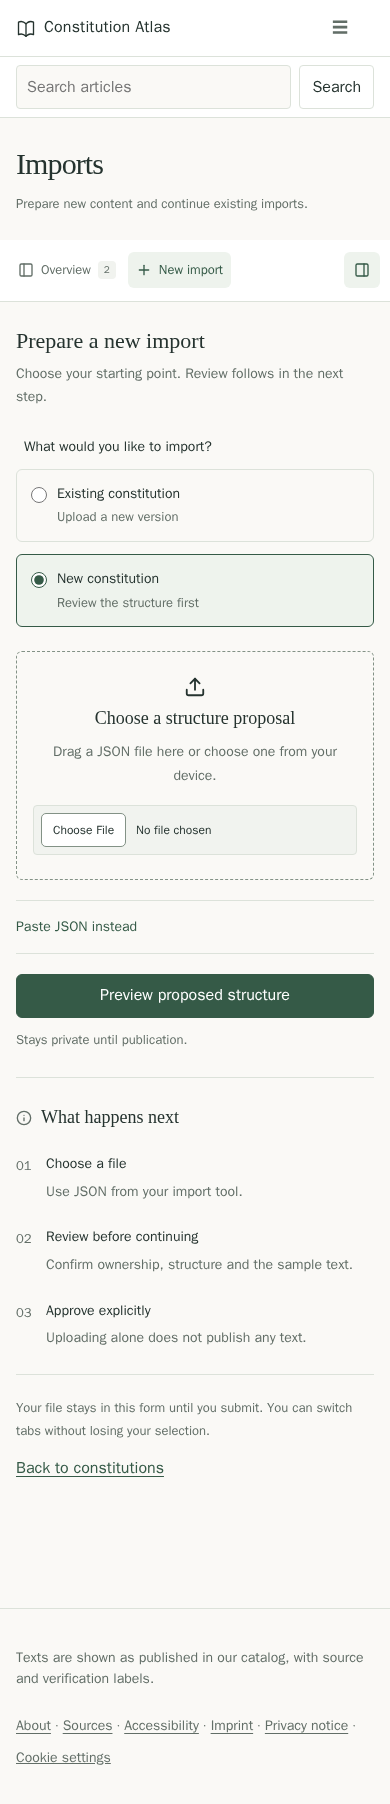 Constitution Atlas
Search articles
Search
Imports
Prepare new content and continue existing imports.
Overview 2
New import
Prepare a new import
Choose your starting point. Review follows in the next
step.
What would you like to import?
Existing constitution
Upload a new version
New constitution
Review the structure first
Choose a structure proposal
Drag a JSON file here or choose one from your
device.
Choose File No file chosen
Paste JSON instead
Preview proposed structure
Stays private until publication.
What happens next
01 Choose a file
Use JSON from your import tool.
02 Review before continuing
Confirm ownership, structure and the sample text.
03 Approve explicitly
Uploading alone does not publish any text.
Your file stays in this form until you submit. You can switch
tabs without losing your selection.
Back to constitutions
Texts are shown as published in our catalog, with source
and verification labels.
About · Sources · Accessibility · Imprint · Privacy notice ·
Cookie settings